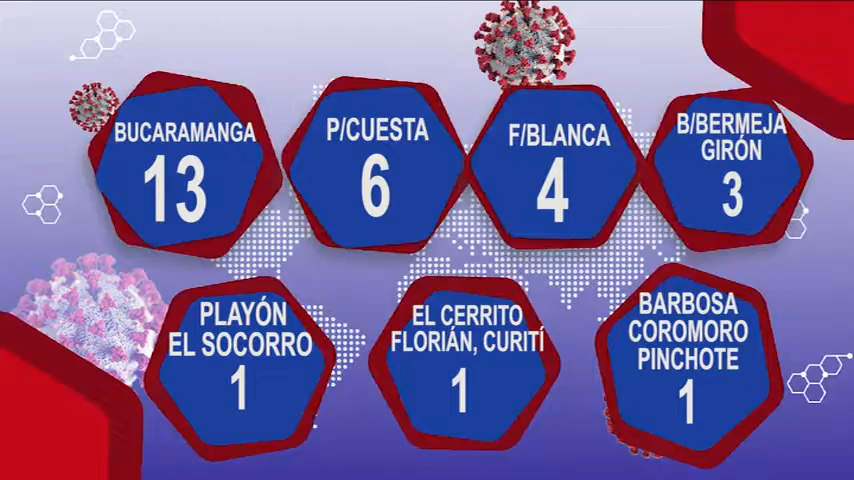 BUCARAMANGA
13
P/CUESTA
6
F/BLANCA
4
B/BERMEJA
GIRÓN
3
PLAYÓN
EL SOCORRO
1
EL CERRITO
FLORIÁN, CURITÍ
1
BARBOSA
COROMORO
PINCHOTE
1